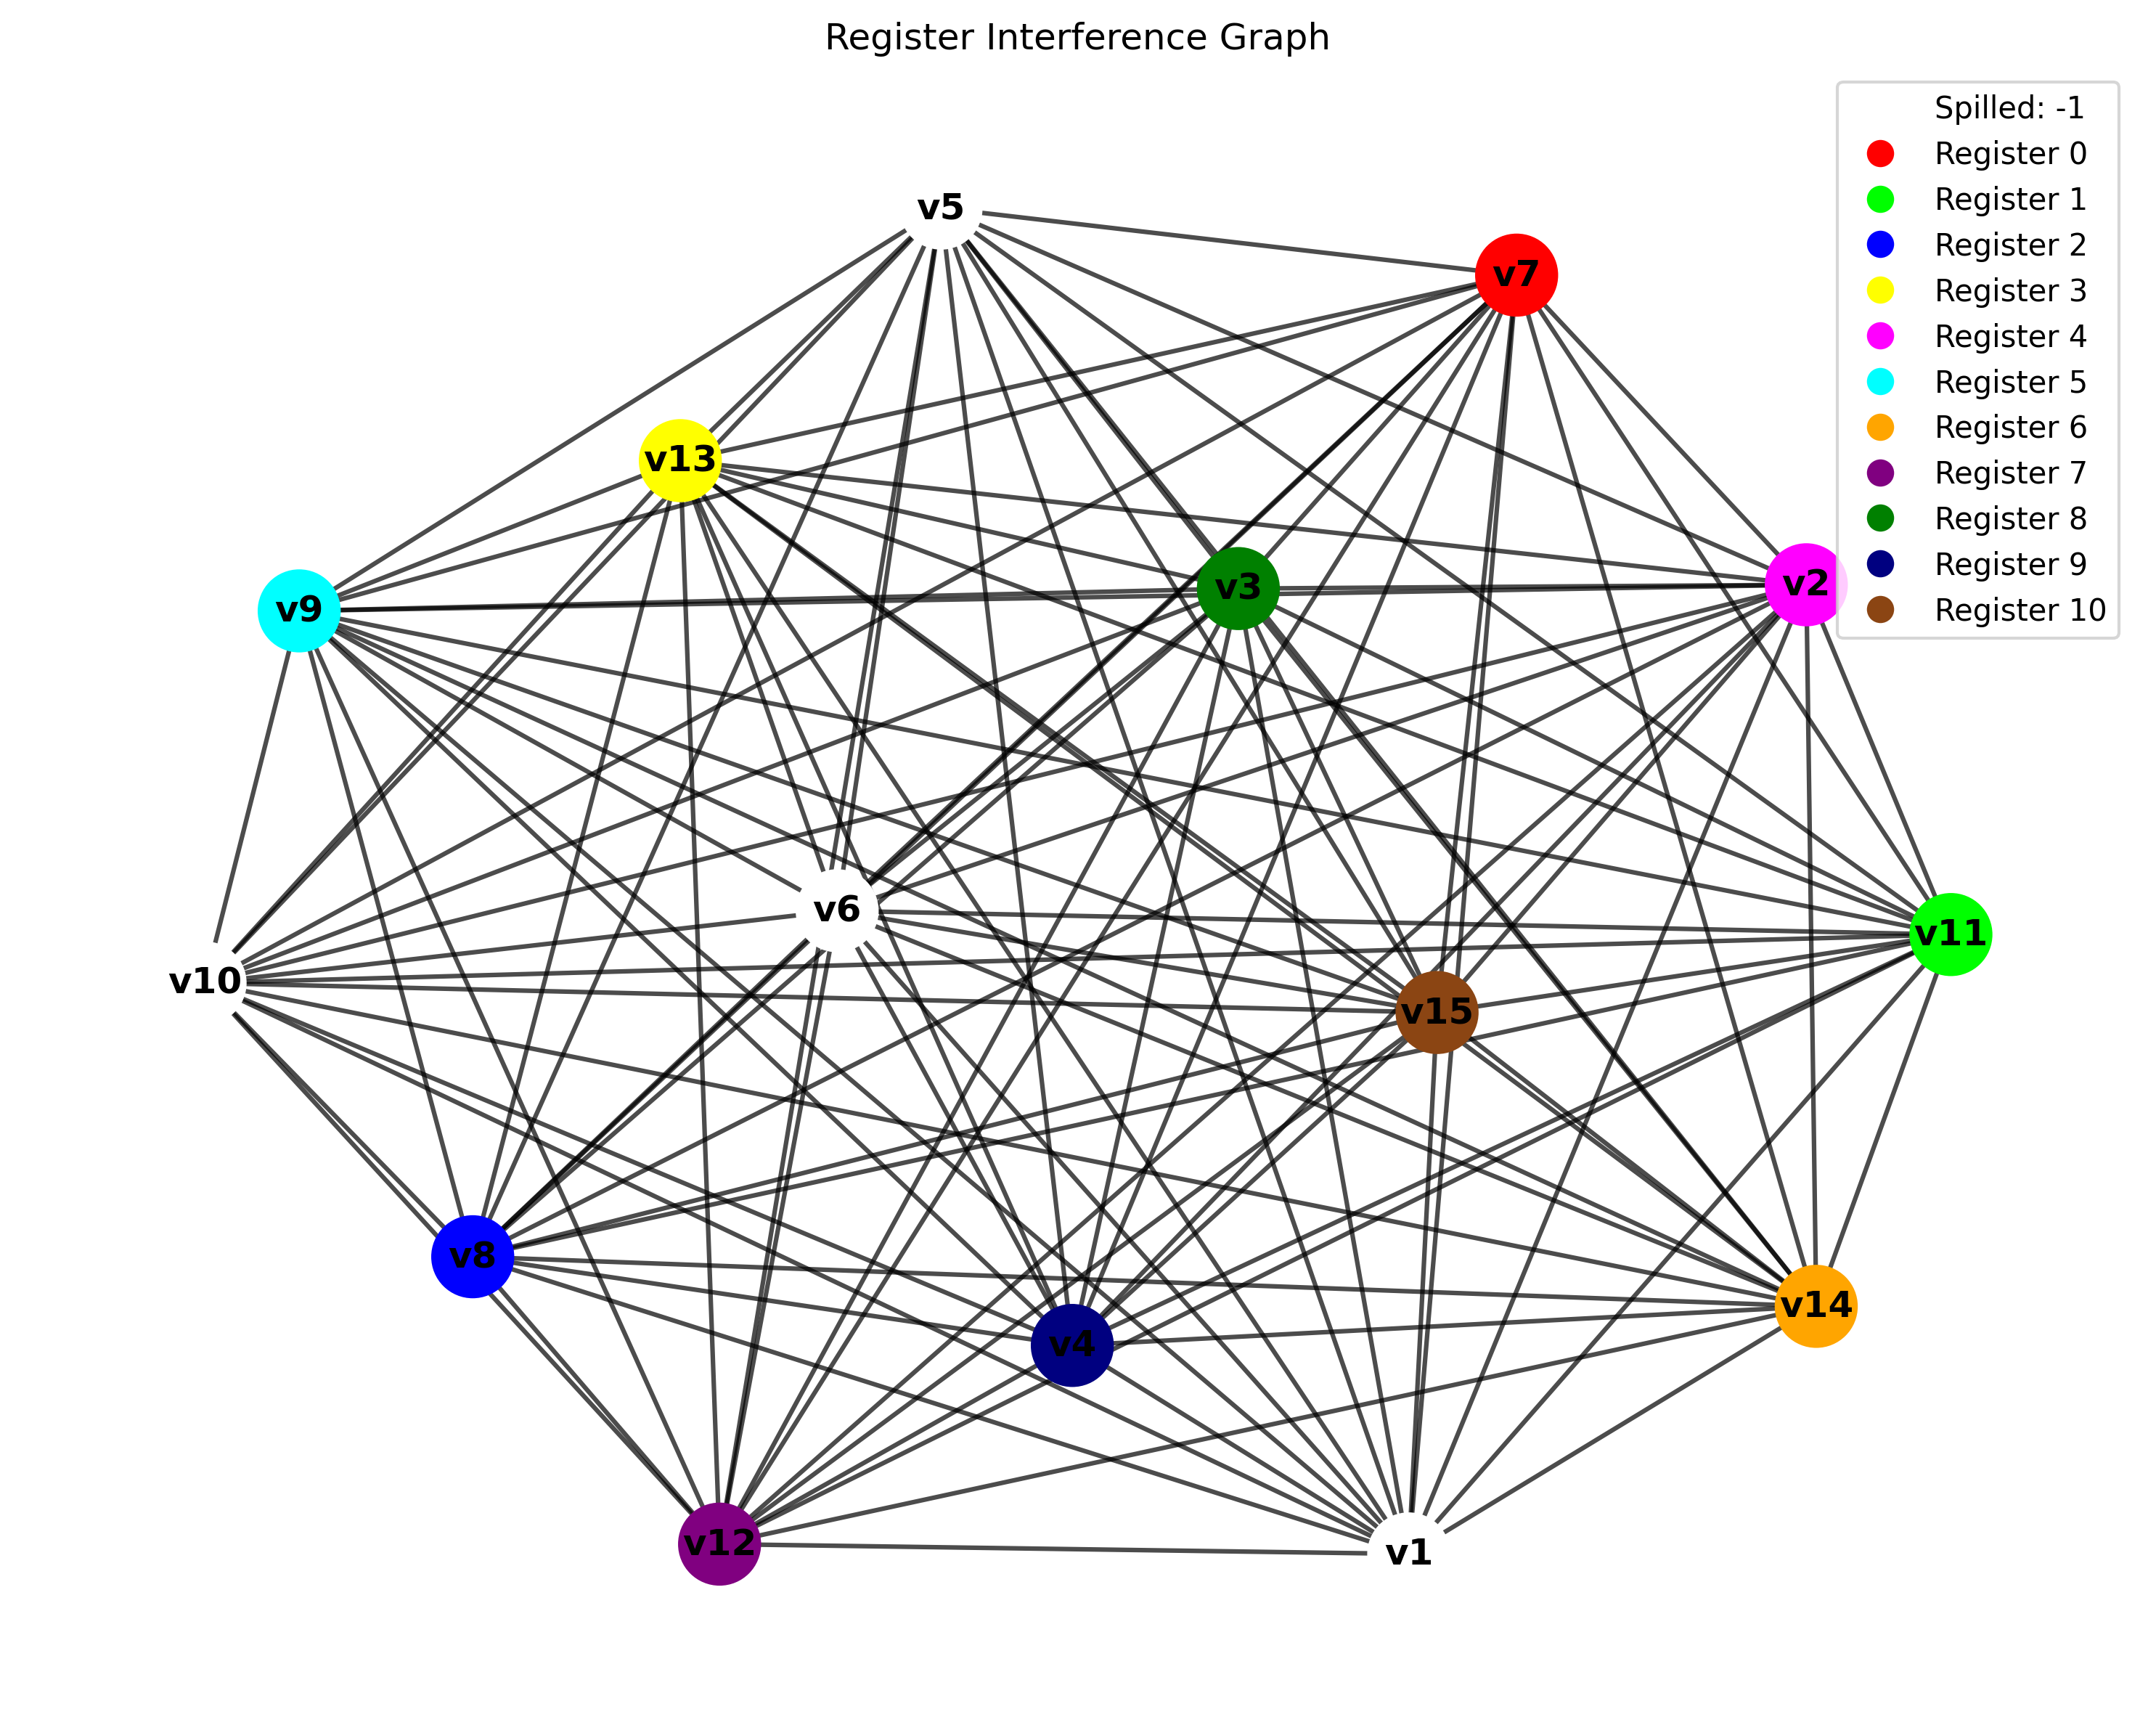 Register Interference Graph
Spilled: -1
Register 0
Register 1
Register 2
Register 3
Register 4
Register 5
Register 6
Register 7
Register 8
Register 9
Register 10
v5
v7
v13
v3
v2
v9
v6
v11
v10
v15
v8
v14
v4
v12
v1